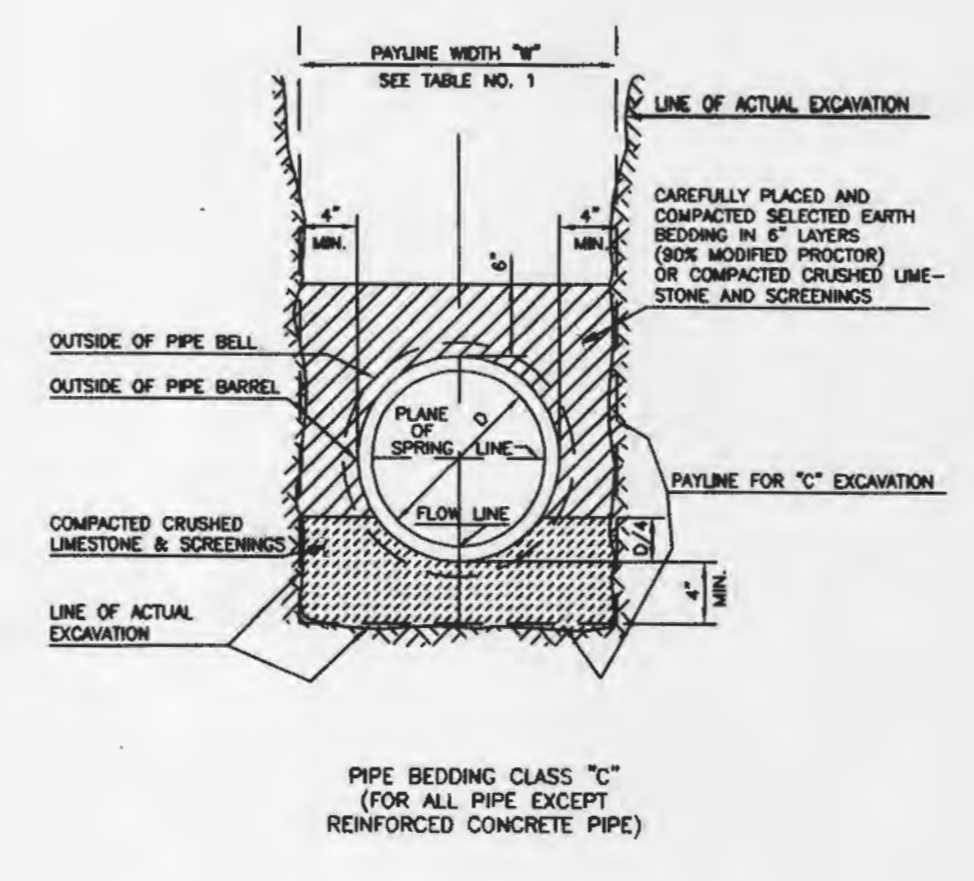 PAYLINE WIDTH "W"
SEE TABLE NO. 1
LINE OF ACTUAL EXCAVATION
CAREFULLY PLACED AND
COMPACTED SELECTED EARTH
BEDDING IN 6" LAYERS
(90% MODIFIED PROCTOR)
OR COMPACTED CRUSHED LIME-
STONE AND SCREENINGS
4"
MIN.
4"
MIN.
6"
OUTSIDE OF PIPE BELL
OUTSIDE OF PIPE BARREL
PLANE
OF
SPRING LINE
D
FLOW LINE
PAYLINE FOR "C" EXCAVATION
COMPACTED CRUSHED
LIMESTONE & SCREENINGS
D/4
4"
MIN.
LINE OF ACTUAL
EXCAVATION
PIPE BEDDING CLASS "C"
(FOR ALL PIPE EXCEPT
REINFORCED CONCRETE PIPE)